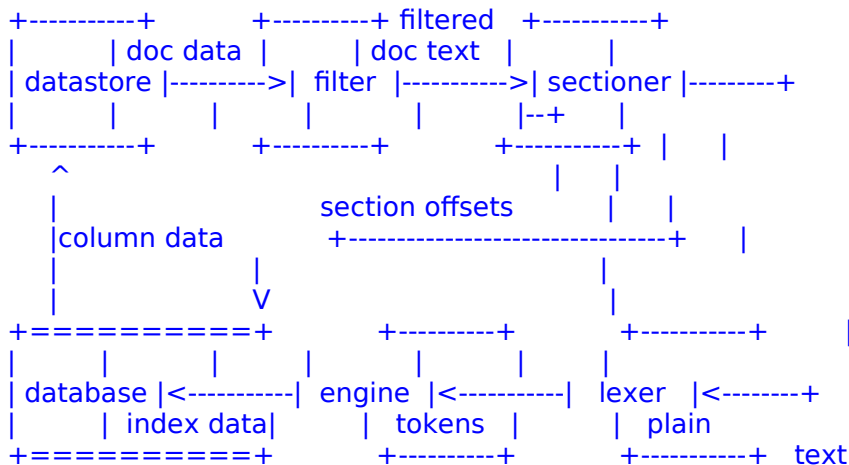 filtered
doc data doc text
datastore filter sectioner
section offsets
column data
database engine lexer
index data tokens plain
text